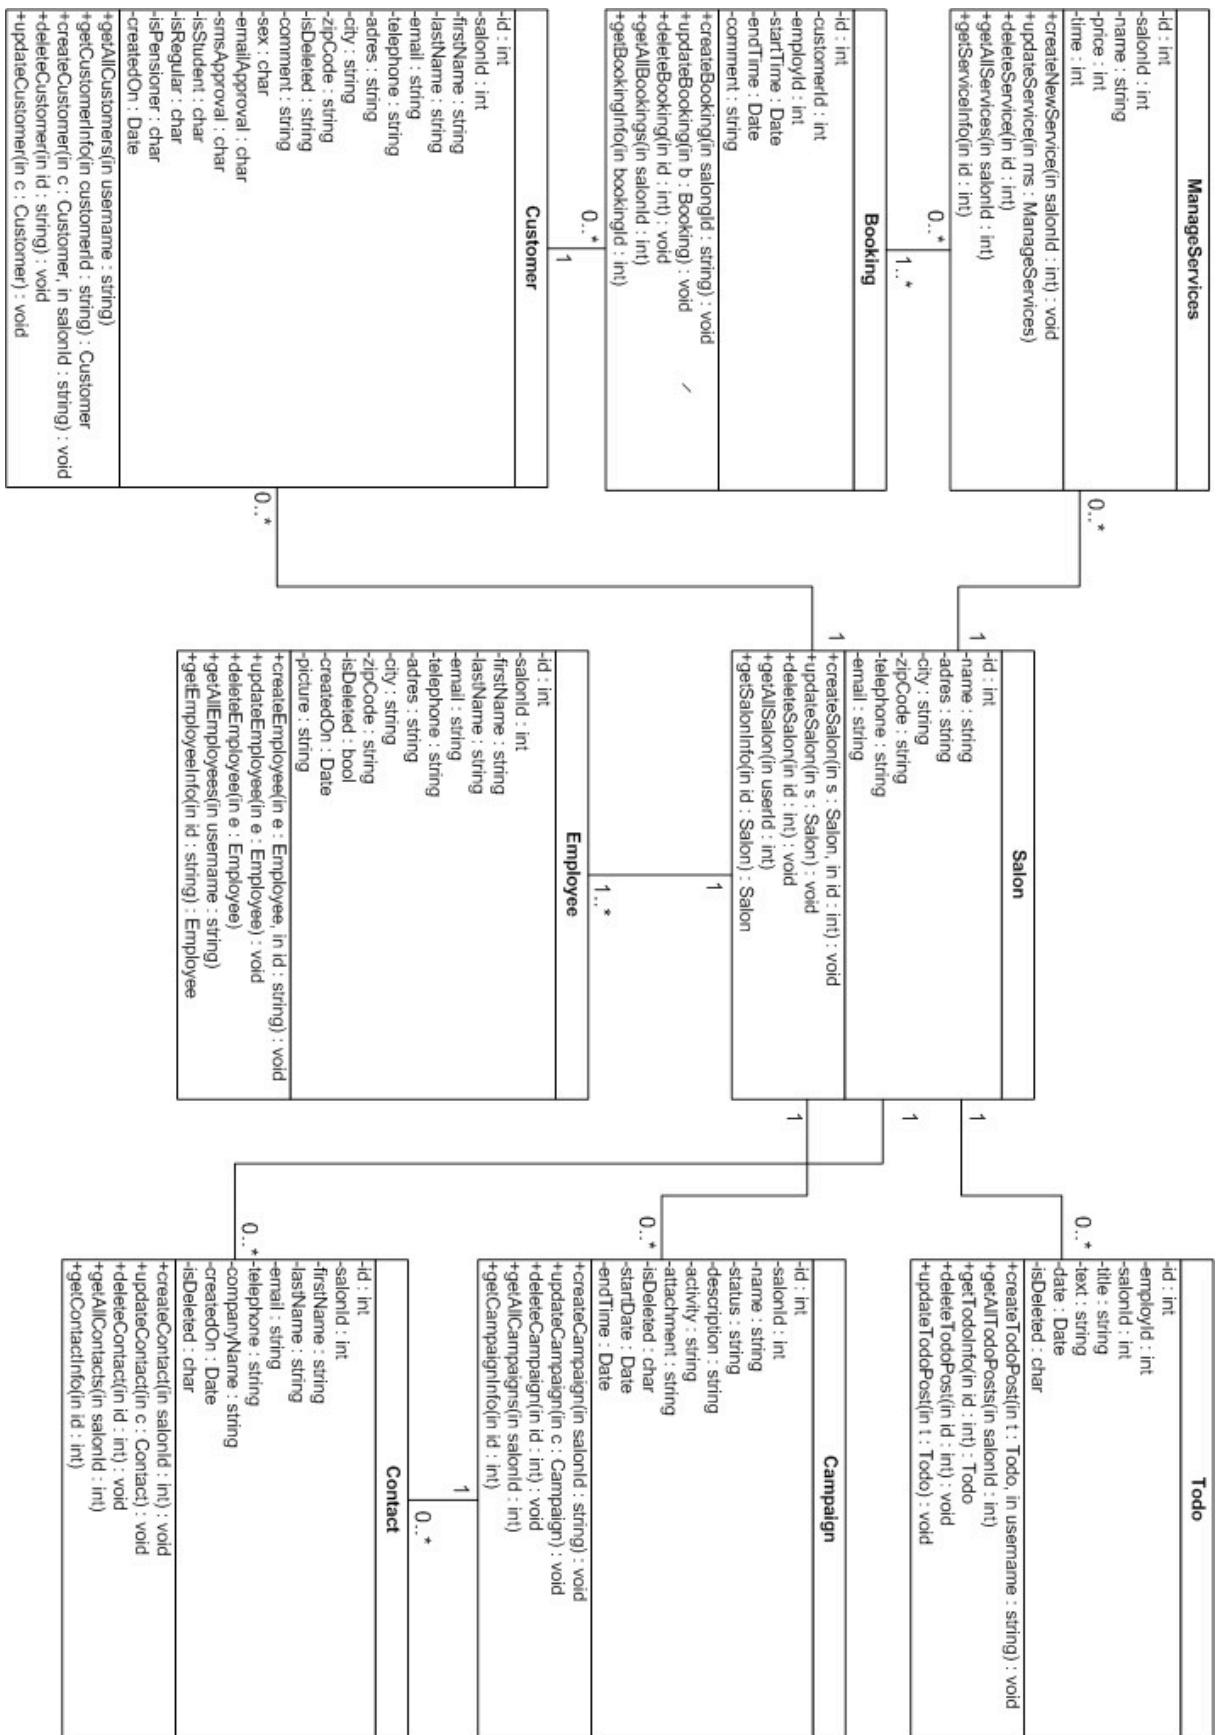 ManageServices
-id : int
-salonId : int
-name : string
-price : int
-time : int
+createNewService(in salonId : int) : void
+updateService(in ms : ManageServices)
+deleteService(in id : int)
+getAllServices(in salonId : int)
+getServiceInfo(in id : int)
0..*
1..*
0..*
Booking
-id : int
-customerId : int
-employId : int
-startTime : Date
-endTime : Date
-comment : string
+createBooking(in salongId : string) : void
+updateBooking(in b : Booking) : void
+deleteBooking(in id : int) : void
+getAllBookings(in salonId : int)
+getBookingInfo(in bookingId : int)
0..*
1
Customer
-id : int
-salonId : int
-firstName : string
-lastName : string
-email : string
-telephone : string
-adres : string
-city : string
-zipCode : string
-isDeleted : string
-comment : string
-sex : char
-emailApproval : char
-smsApproval : char
-isStudent : char
-isRegular : char
-isPensioner : char
-createdOn : Date
+getAllCustomers(in username : string)
+getCustomerInfo(in customerId : string) : Customer
+createCustomer(in c : Customer, in salonId : string) : void
+deleteCustomer(in id : string) : void
+updateCustomer(in c : Customer) : void
0..*
1
1
Salon
-id : int
-name : string
-adres : string
-city : string
-zipCode : string
-telephone : string
-email : string
+createSalon(in s : Salon, in id : int) : void
+updateSalon(in s : Salon) : void
+deleteSalon(in id : int) : void
+getAllSalon(in userId : int)
+getSalonInfo(in id : Salon) : Salon
1
1..*
Employee
-id : int
-salonId : int
-firstName : string
-lastName : string
-email : string
-telephone : string
-adres : string
-city : string
-zipCode : string
-isDeleted : bool
-createdOn : Date
-picture : string
+createEmployee(in e : Employee, in id : string) : void
+updateEmployee(in e : Employee) : void
+deleteEmployee(in e : Employee)
+getAllEmployees(in username : string)
+getEmployeeInfo(in id : string) : Employee
1
1
1
0..*
Todo
-id : int
-employId : int
-salonId : int
-title : string
-text : string
-date : Date
-isDeleted : char
+createTodoPost(in t : Todo, in username : string) : void
+getAllTodoPosts(in salonId : int)
+getTodoInfo(in id : int) : Todo
+deleteTodoPost(in id : int) : void
+updateTodoPost(in t : Todo) : void
0..*
Campaign
-id : int
-salonId : int
-name : string
-status : string
-description : string
-activity : string
-attachment : string
-isDeleted : char
-startDate : Date
-endTime : Date
+createCampaign(in salonId : string) : void
+updateCampaign(in c : Campaign) : void
+deleteCampaign(in id : int) : void
+getAllCampaigns(in salonId : int)
+getCampaignInfo(in id : int)
1
0..*
0..*
Contact
-id : int
-salonId : int
-firstName : string
-lastName : string
-email : string
-telephone : string
-companyName : string
-createdOn : Date
-isDeleted : char
+createContact(in salonId : int) : void
+updateContact(in c : Contact) : void
+deleteContact(in id : int) : void
+getAllContacts(in salonId : int)
+getContactInfo(in id : int)